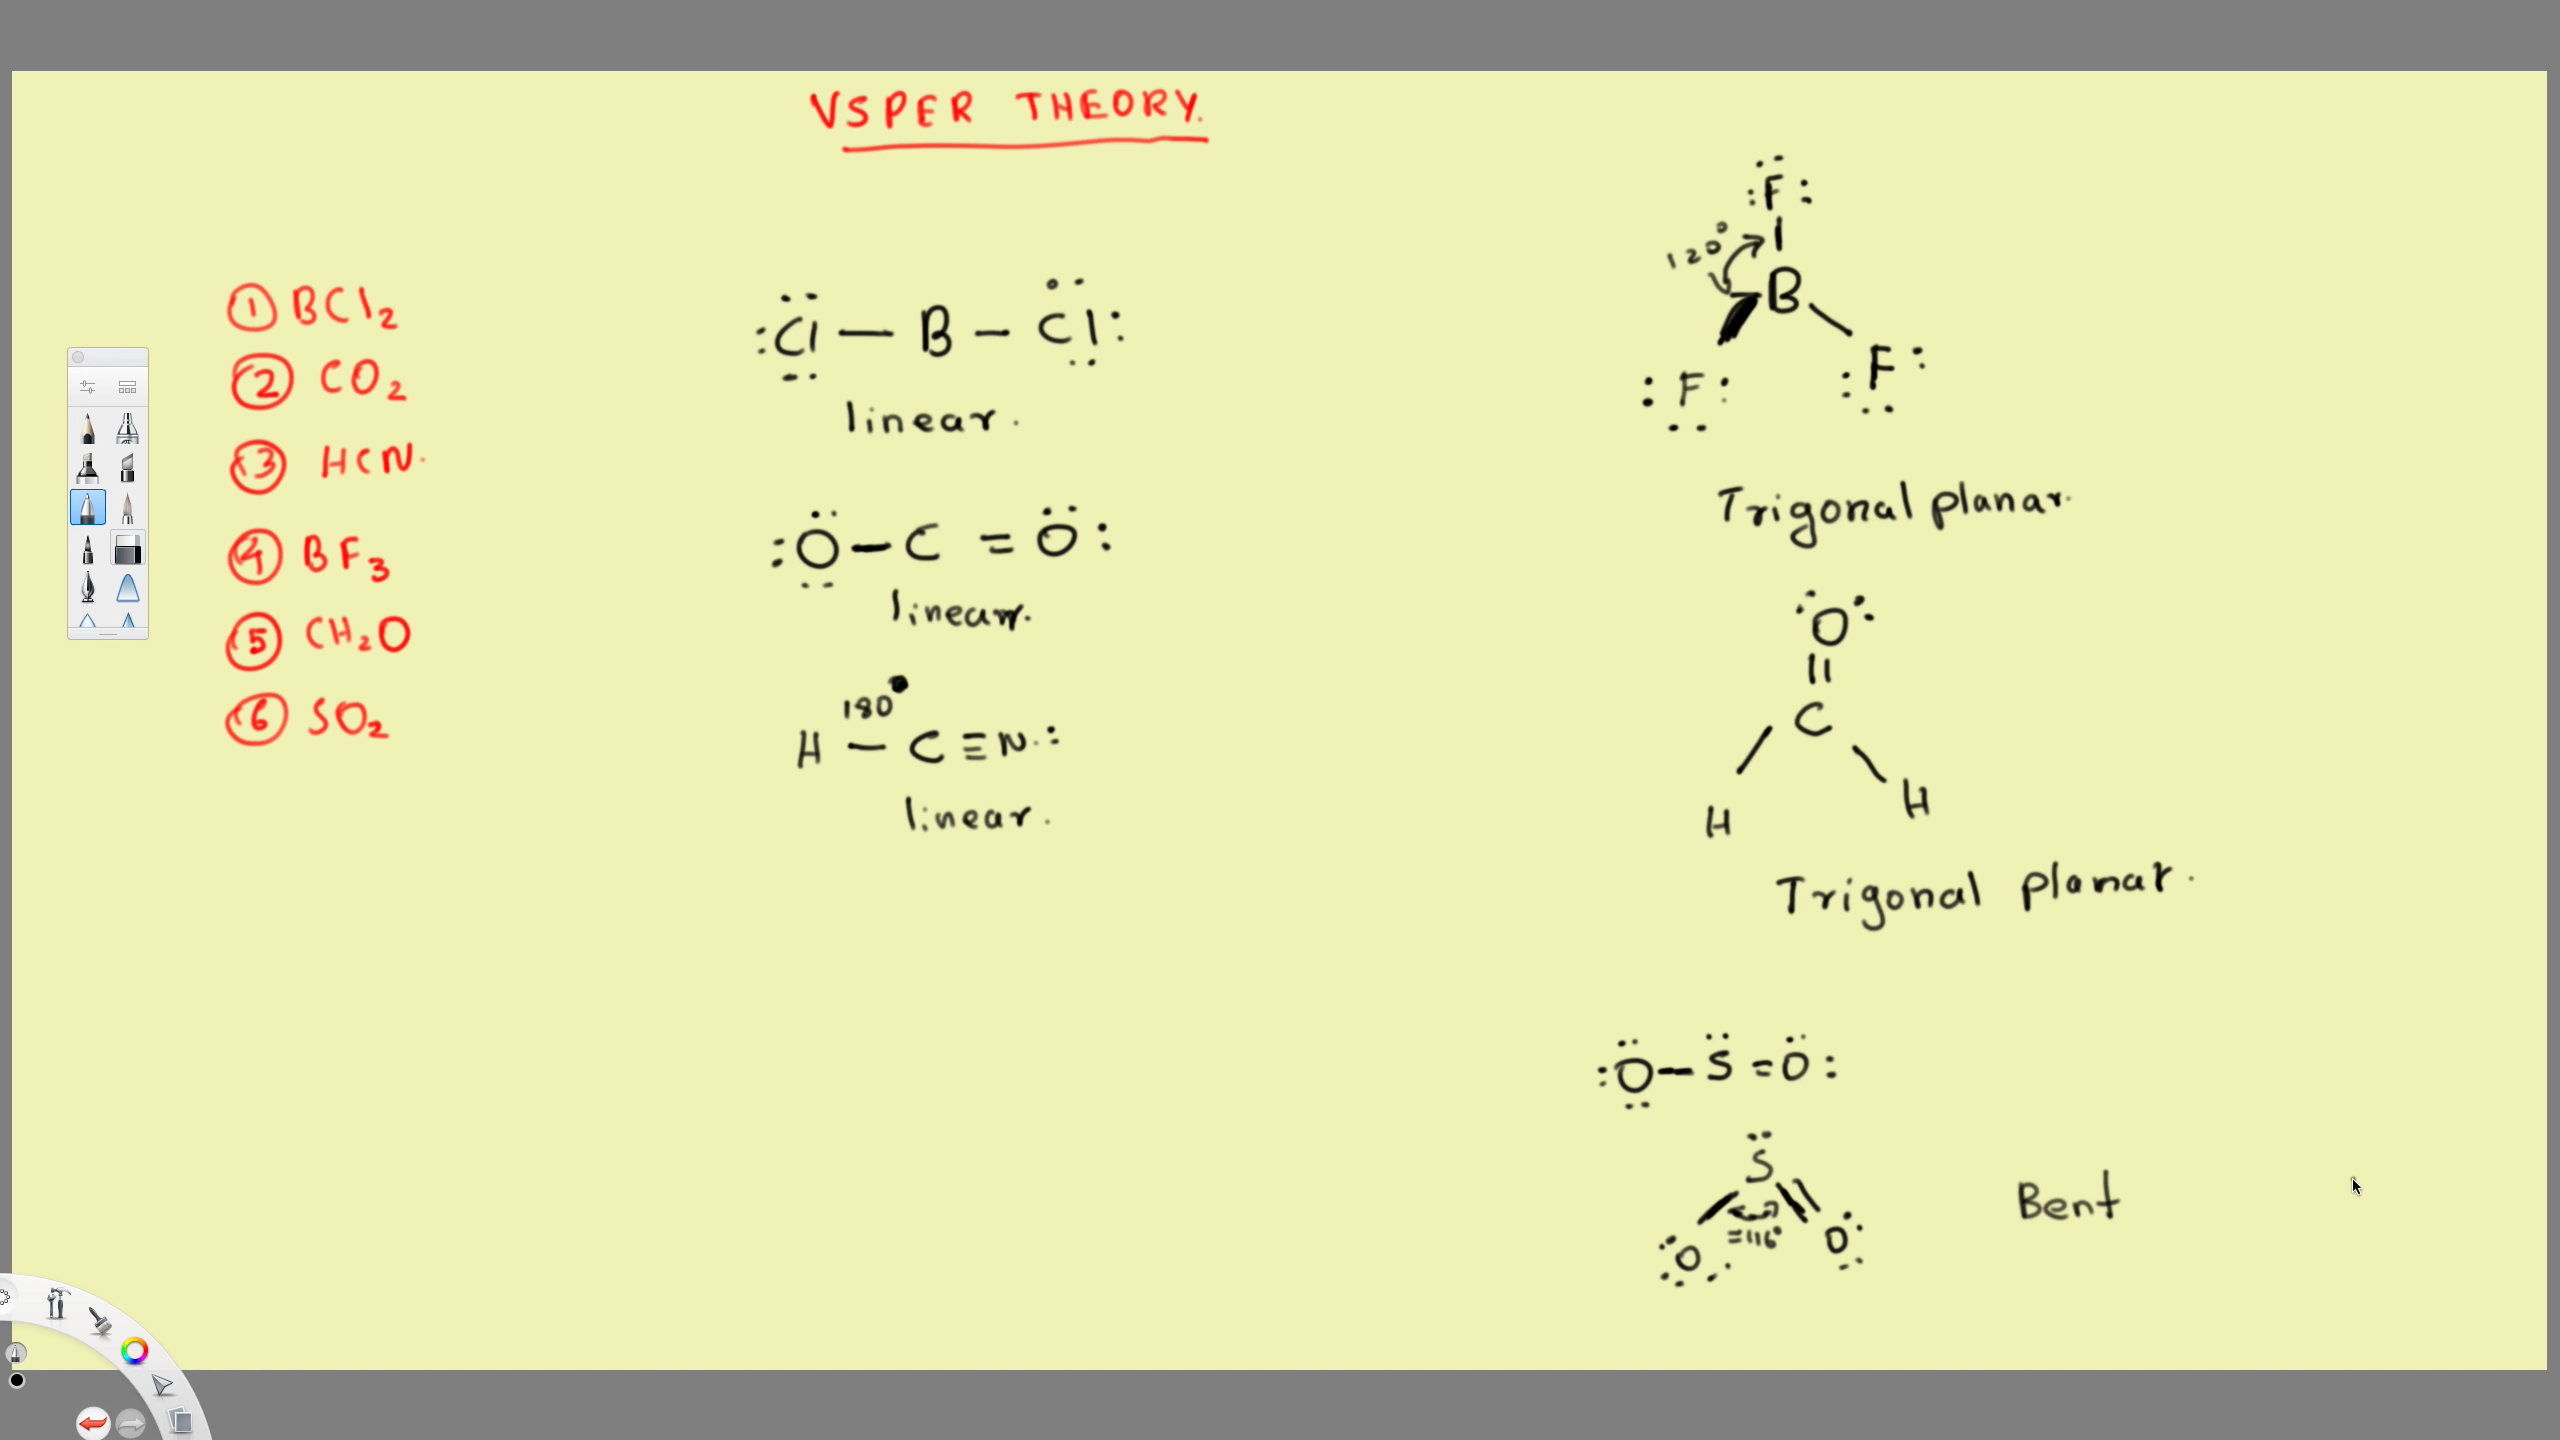 VSPER THEORY.
① BCl2
② CO2
③ HCN.
④ BF3
⑤ CH2O
⑥ SO2
:Cl — B — Cl:
linear.
:O — C = O:
linear.
180°
H — C ≡ N:
linear.
:F:
120°
B
:F: :F:
Trigonal planar.
O
||
C
H H
Trigonal planar.
:O — S = O:
S
=116°
O O
Bent